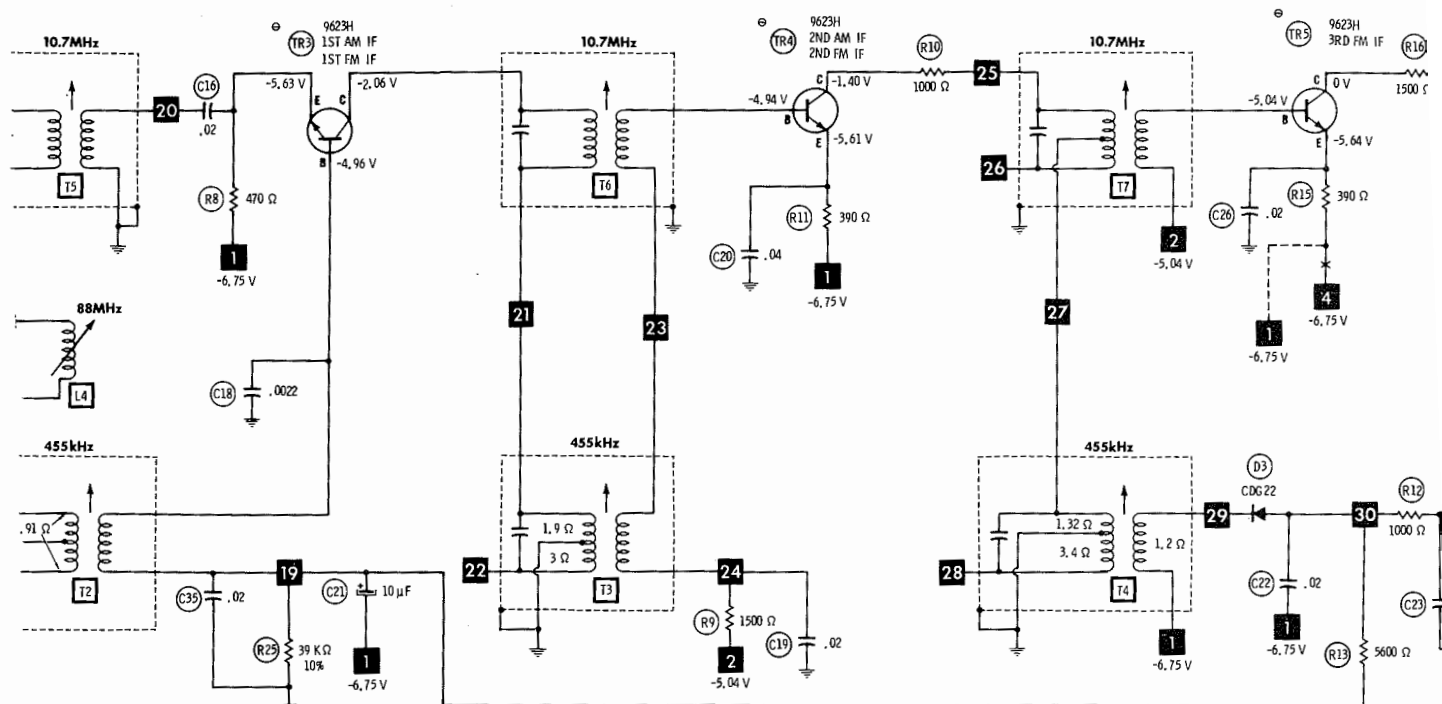 ⊖
TR3
9623H
1ST AM IF
1ST FM IF
⊖
TR4
9623H
2ND AM IF
2ND FM IF
⊖
TR5
9623H
3RD FM IF
10.7MHz
10.7MHz
10.7MHz
R10
1000 Ω
R16
1500 Ω
C16
.02
20
-5.63 V
E
C
-2.06 V
B
-4.96 V
-4.94 V
B
C
-1.40 V
E
-5.61 V
25
26
-5.04 V
B
C
0 V
E
-5.64 V
T5
T6
T7
R8
470 Ω
1
-6.75 V
R11
390 Ω
C20
.04
1
-6.75 V
2
-5.04 V
C26
.02
R15
390 Ω
4
-6.75 V
1
-6.75 V
88MHz
L4
21
23
27
C18
.0022
455kHz
455kHz
455kHz
.91 Ω
T2
1.9 Ω
3 Ω
T3
22
1.32 Ω
3.4 Ω
1.2 Ω
T4
28
1
-6.75 V
29
D3
CDG22
30
R12
1000 Ω
C35
.02
19
C21
+
10 μF
R25
39 KΩ
10%
1
-6.75 V
24
R9
1500 Ω
2
-5.04 V
C19
.02
C22
.02
1
-6.75 V
R13
5600 Ω
C23